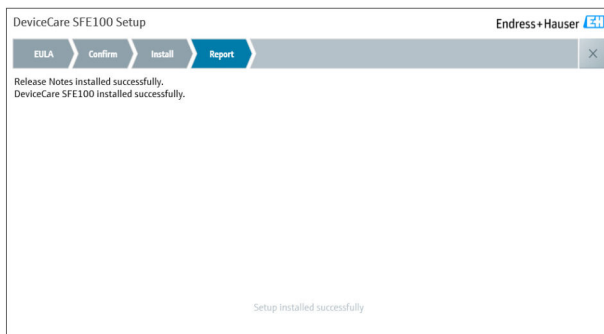 DeviceCare SFE100 Setup
Endress+Hauser EH
EULA
Confirm
Install
Report
Release Notes installed successfully.
DeviceCare SFE100 installed successfully.
Setup installed successfully